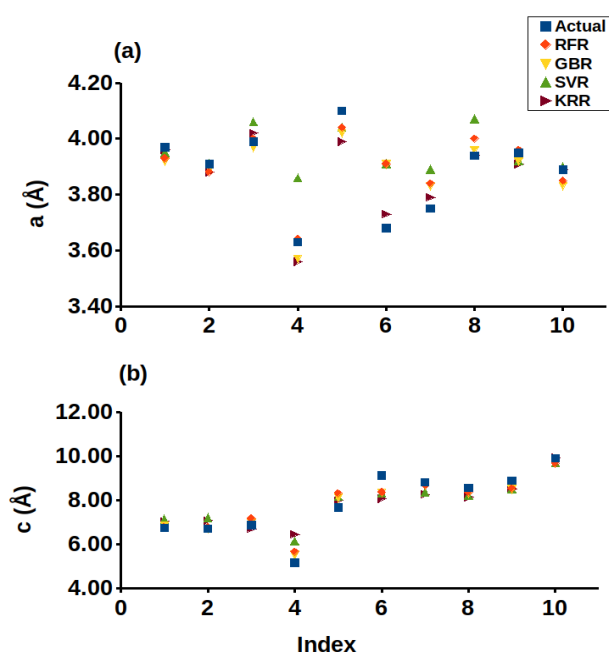 Actual
RFR
GBR
SVR
KRR
(a)
4.20
4.00
3.80
3.60
3.40
a (Å)
0 2 4 6 8 10
(b)
12.00
10.00
8.00
6.00
4.00
c (Å)
0 2 4 6 8 10
Index